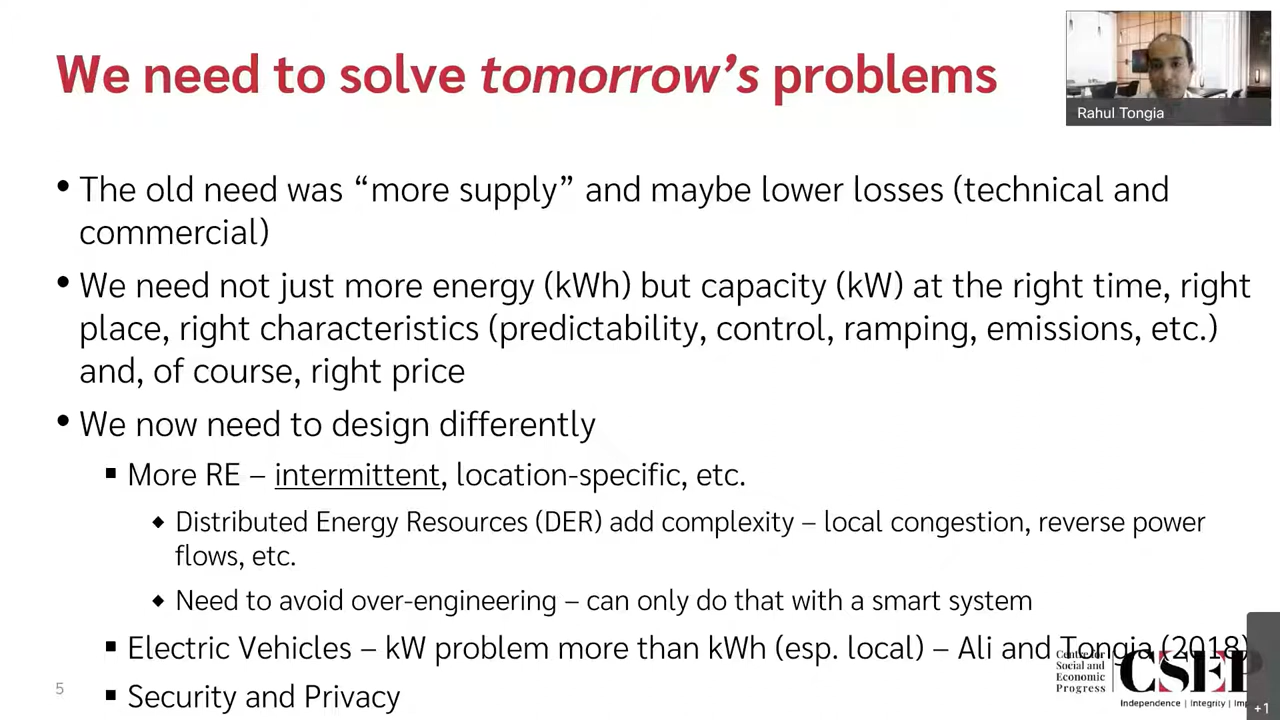 We need to solve tomorrow's problems
Rahul Tongia
• The old need was “more supply” and maybe lower losses (technical and
commercial)
• We need not just more energy (kWh) but capacity (kW) at the right time, right
place, right characteristics (predictability, control, ramping, emissions, etc.)
and, of course, right price
• We now need to design differently
▪ More RE – intermittent, location-specific, etc.
◆ Distributed Energy Resources (DER) add complexity – local congestion, reverse power
flows, etc.
◆ Need to avoid over-engineering – can only do that with a smart system
▪ Electric Vehicles – kW problem more than kWh (esp. local) – Ali and Tongia (2018)
▪ Security and Privacy
5
Centre for
Social and
Economic
Progress
CSEP
Independence | Integrity |
+1